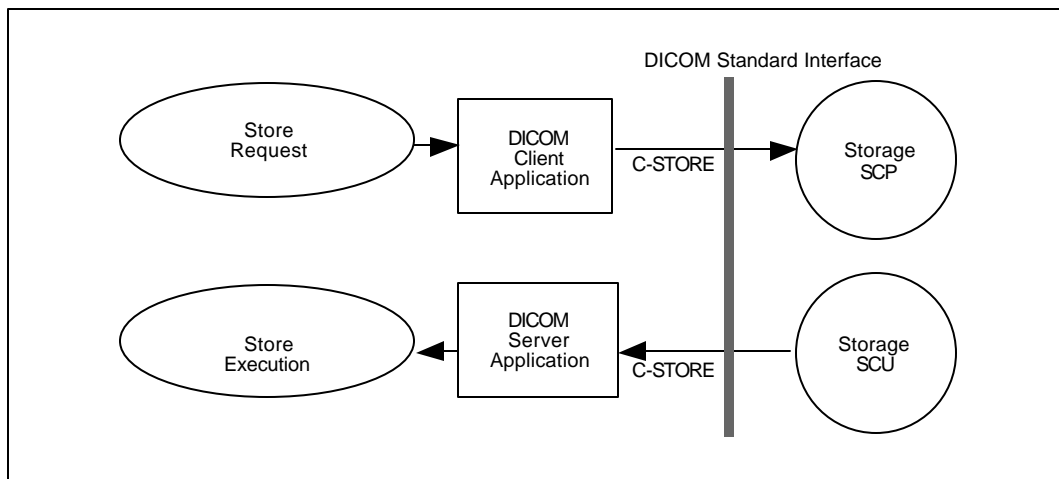 DICOM Standard Interface
Store
Request
DICOM
Client
Application
C-STORE
Storage
SCP
Store
Execution
DICOM
Server
Application
C-STORE
Storage
SCU